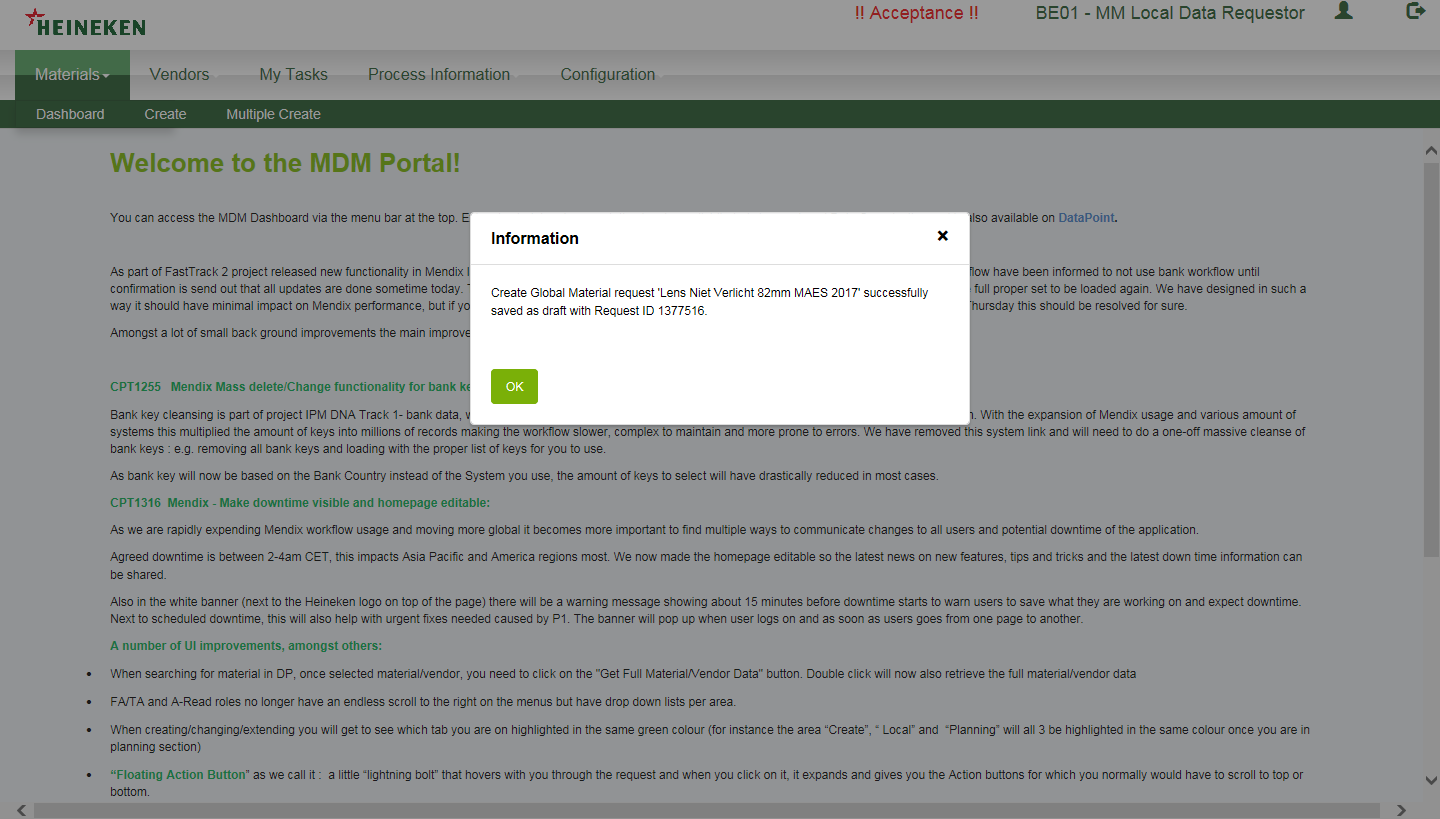 HEINEKEN
!! Acceptance !!
BE01 - MM Local Data Requestor
Materials
Vendors
My Tasks
Process Information
Configuration
Dashboard
Create
Multiple Create
Welcome to the MDM Portal!
You can access the MDM Dashboard via the menu bar at the top. E
lso available on DataPoint.
Information
Create Global Material request 'Lens Niet Verlicht 82mm MAES 2017' successfully
saved as draft with Request ID 1377516.
OK
As part of FastTrack 2 project released new functionality in Mendix
flow have been informed to not use bank workflow until
confirmation is send out that all updates are done sometime today.
full proper set to be loaded again. We have designed in such a
way it should have minimal impact on Mendix performance, but if yo
hursday this should be resolved for sure.
Amongst a lot of small back ground improvements the main improve
CPT1255 Mendix Mass delete/Change functionality for bank ke
Bank key cleansing is part of project IPM DNA Track 1- bank data,
With the expansion of Mendix usage and various amount of
systems this multiplied the amount of keys into millions of records making the workflow slower, complex to maintain and more prone to errors. We have removed this system link and will need to do a one-off massive cleanse of
bank keys : e.g. removing all bank keys and loading with the proper list of keys for you to use.
As bank key will now be based on the Bank Country instead of the System you use, the amount of keys to select will have drastically reduced in most cases.
CPT1316 Mendix - Make downtime visible and homepage editable:
As we are rapidly expending Mendix workflow usage and moving more global it becomes more important to find multiple ways to communicate changes to all users and potential downtime of the application.
Agreed downtime is between 2-4am CET, this impacts Asia Pacific and America regions most. We now made the homepage editable so the latest news on new features, tips and tricks and the latest down time information can
be shared.
Also in the white banner (next to the Heineken logo on top of the page) there will be a warning message showing about 15 minutes before downtime starts to warn users to save what they are working on and expect downtime.
Next to scheduled downtime, this will also help with urgent fixes needed caused by P1. The banner will pop up when user logs on and as soon as users goes from one page to another.
A number of UI improvements, amongst others:
• When searching for material in DP, once selected material/vendor, you need to click on the "Get Full Material/Vendor Data" button. Double click will now also retrieve the full material/vendor data
• FA/TA and A-Read roles no longer have an endless scroll to the right on the menus but have drop down lists per area.
• When creating/changing/extending you will get to see which tab you are on highlighted in the same green colour (for instance the area “Create”, “ Local” and “Planning” will all 3 be highlighted in the same colour once you are in
planning section)
• “Floating Action Button” as we call it : a little “lightning bolt” that hovers with you through the request and when you click on it, it expands and gives you the Action buttons for which you normally would have to scroll to top or
bottom.